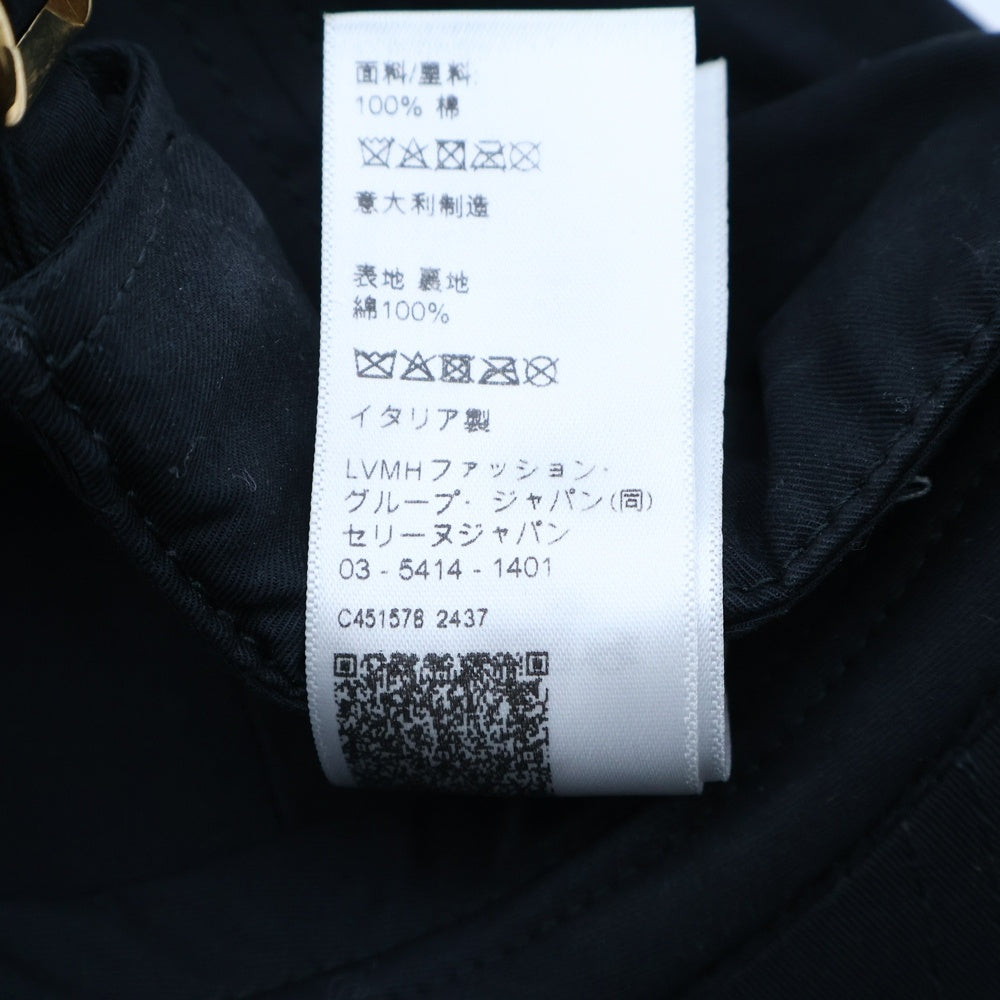 面料/里料:
100% 棉
意大利制造
表地 裏地
綿100%
イタリア製
LVMHファッション・
グループ・ジャパン(同)
セリーヌジャパン
03 - 5414 - 1401
C451578 2437